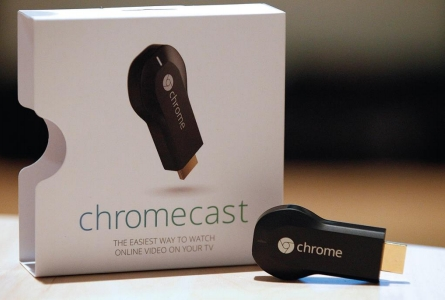 chrome
chromecast
THE EASIEST WAY TO WATCH
ONLINE VIDEO ON YOUR TV
chrome